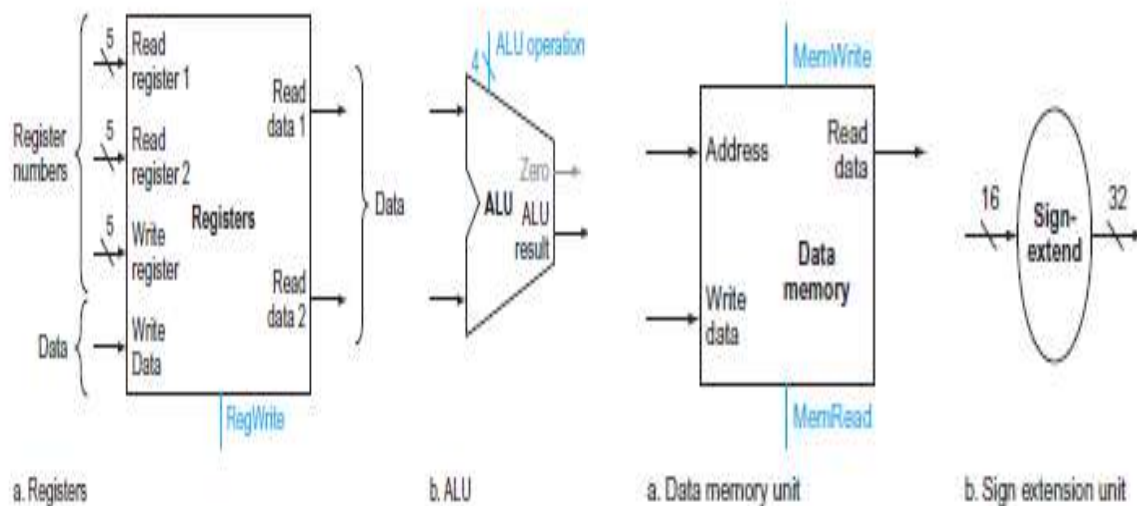 Register
numbers
Data
5
Read
register 1
5
Read
register 2
5
Write
register
Write
Data
Registers
Read
data 1
Read
data 2
RegWrite
Data
a. Registers
4
ALU operation
Zero
ALU
ALU
result
b. ALU
MemWrite
Address
Read
data
Data
memory
Write
data
MemRead
a. Data memory unit
16
Sign-
extend
32
b. Sign extension unit